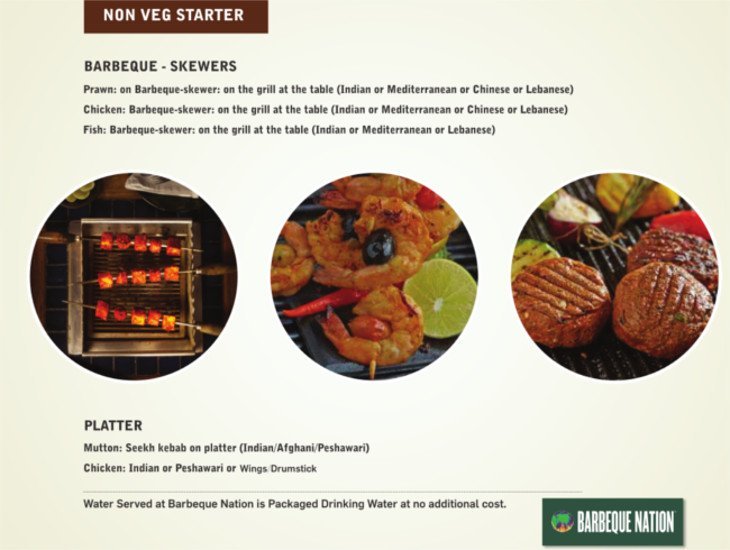 NON VEG STARTER
BARBEQUE - SKEWERS
Prawn: on Barbeque-skewer: on the grill at the table (Indian or Mediterranean or Chinese or Lebanese)
Chicken: Barbeque-skewer: on the grill at the table (Indian or Mediterranean or Chinese or Lebanese)
Fish: Barbeque-skewer: on the grill at the table (Indian or Mediterranean or Lebanese)
PLATTER
Mutton: Seekh kebab on platter (Indian/Afghani/Peshawari)
Chicken: Indian or Peshawari or Wings/Drumstick
Water Served at Barbeque Nation is Packaged Drinking Water at no additional cost.
BARBEQUE NATION